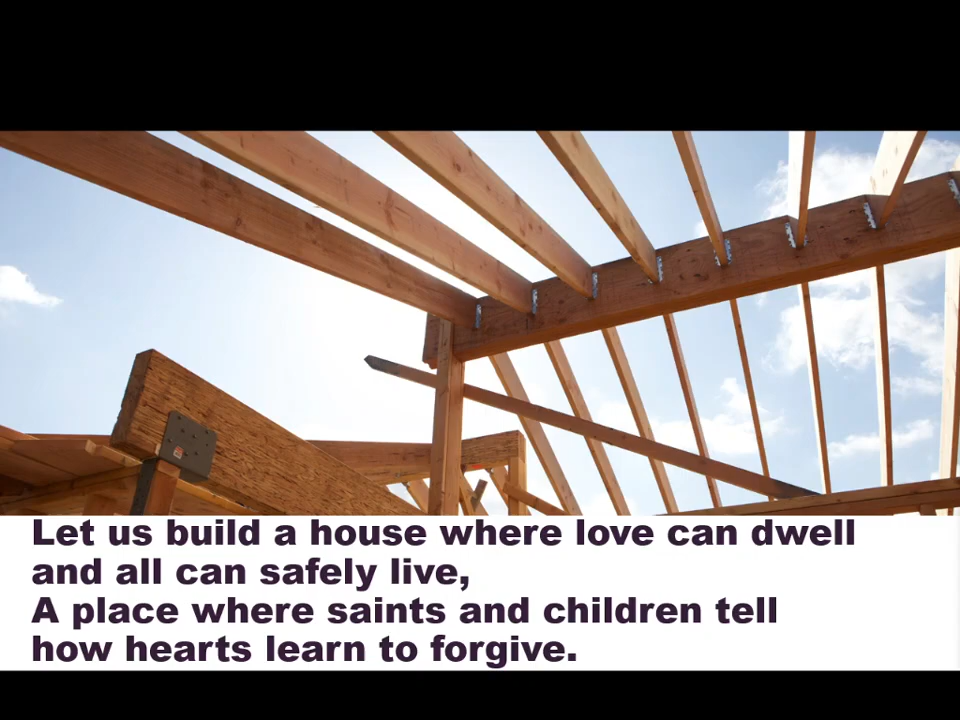 Let us build a house where love can dwell
and all can safely live,
A place where saints and children tell
how hearts learn to forgive.